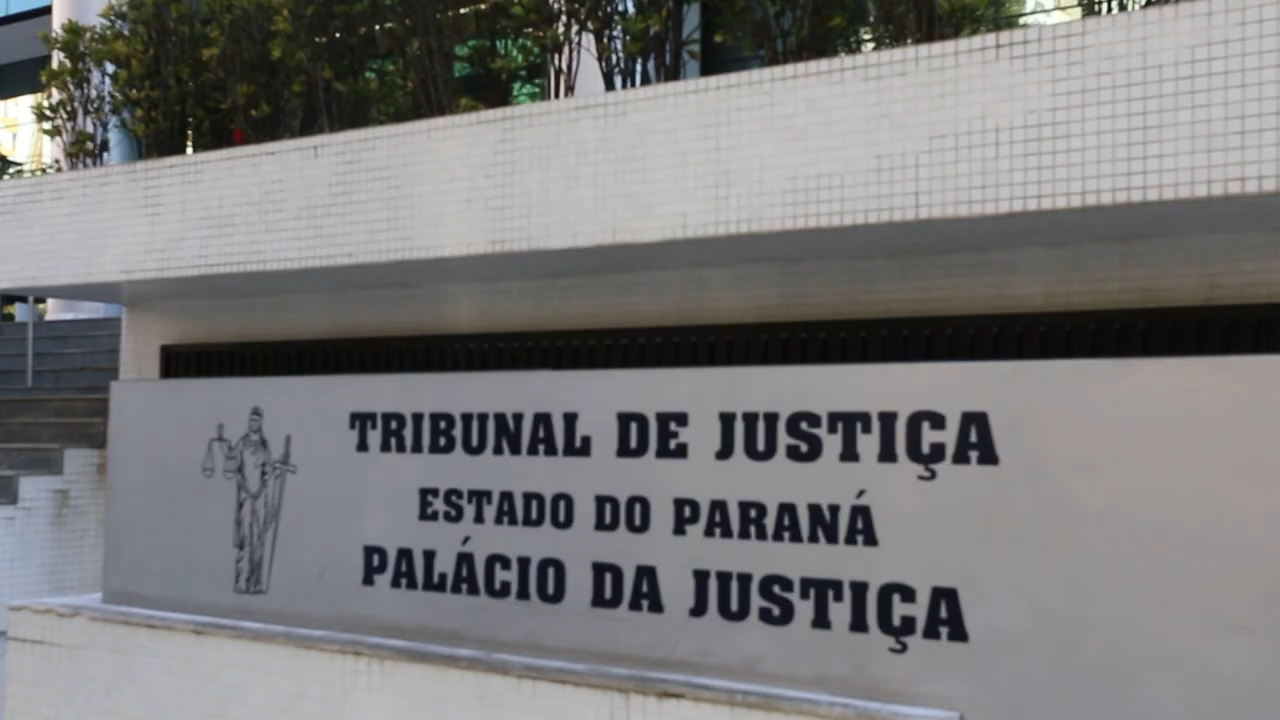 TRIBUNAL DE JUSTIÇA
ESTADO DO PARANÁ
PALÁCIO DA JUSTIÇA